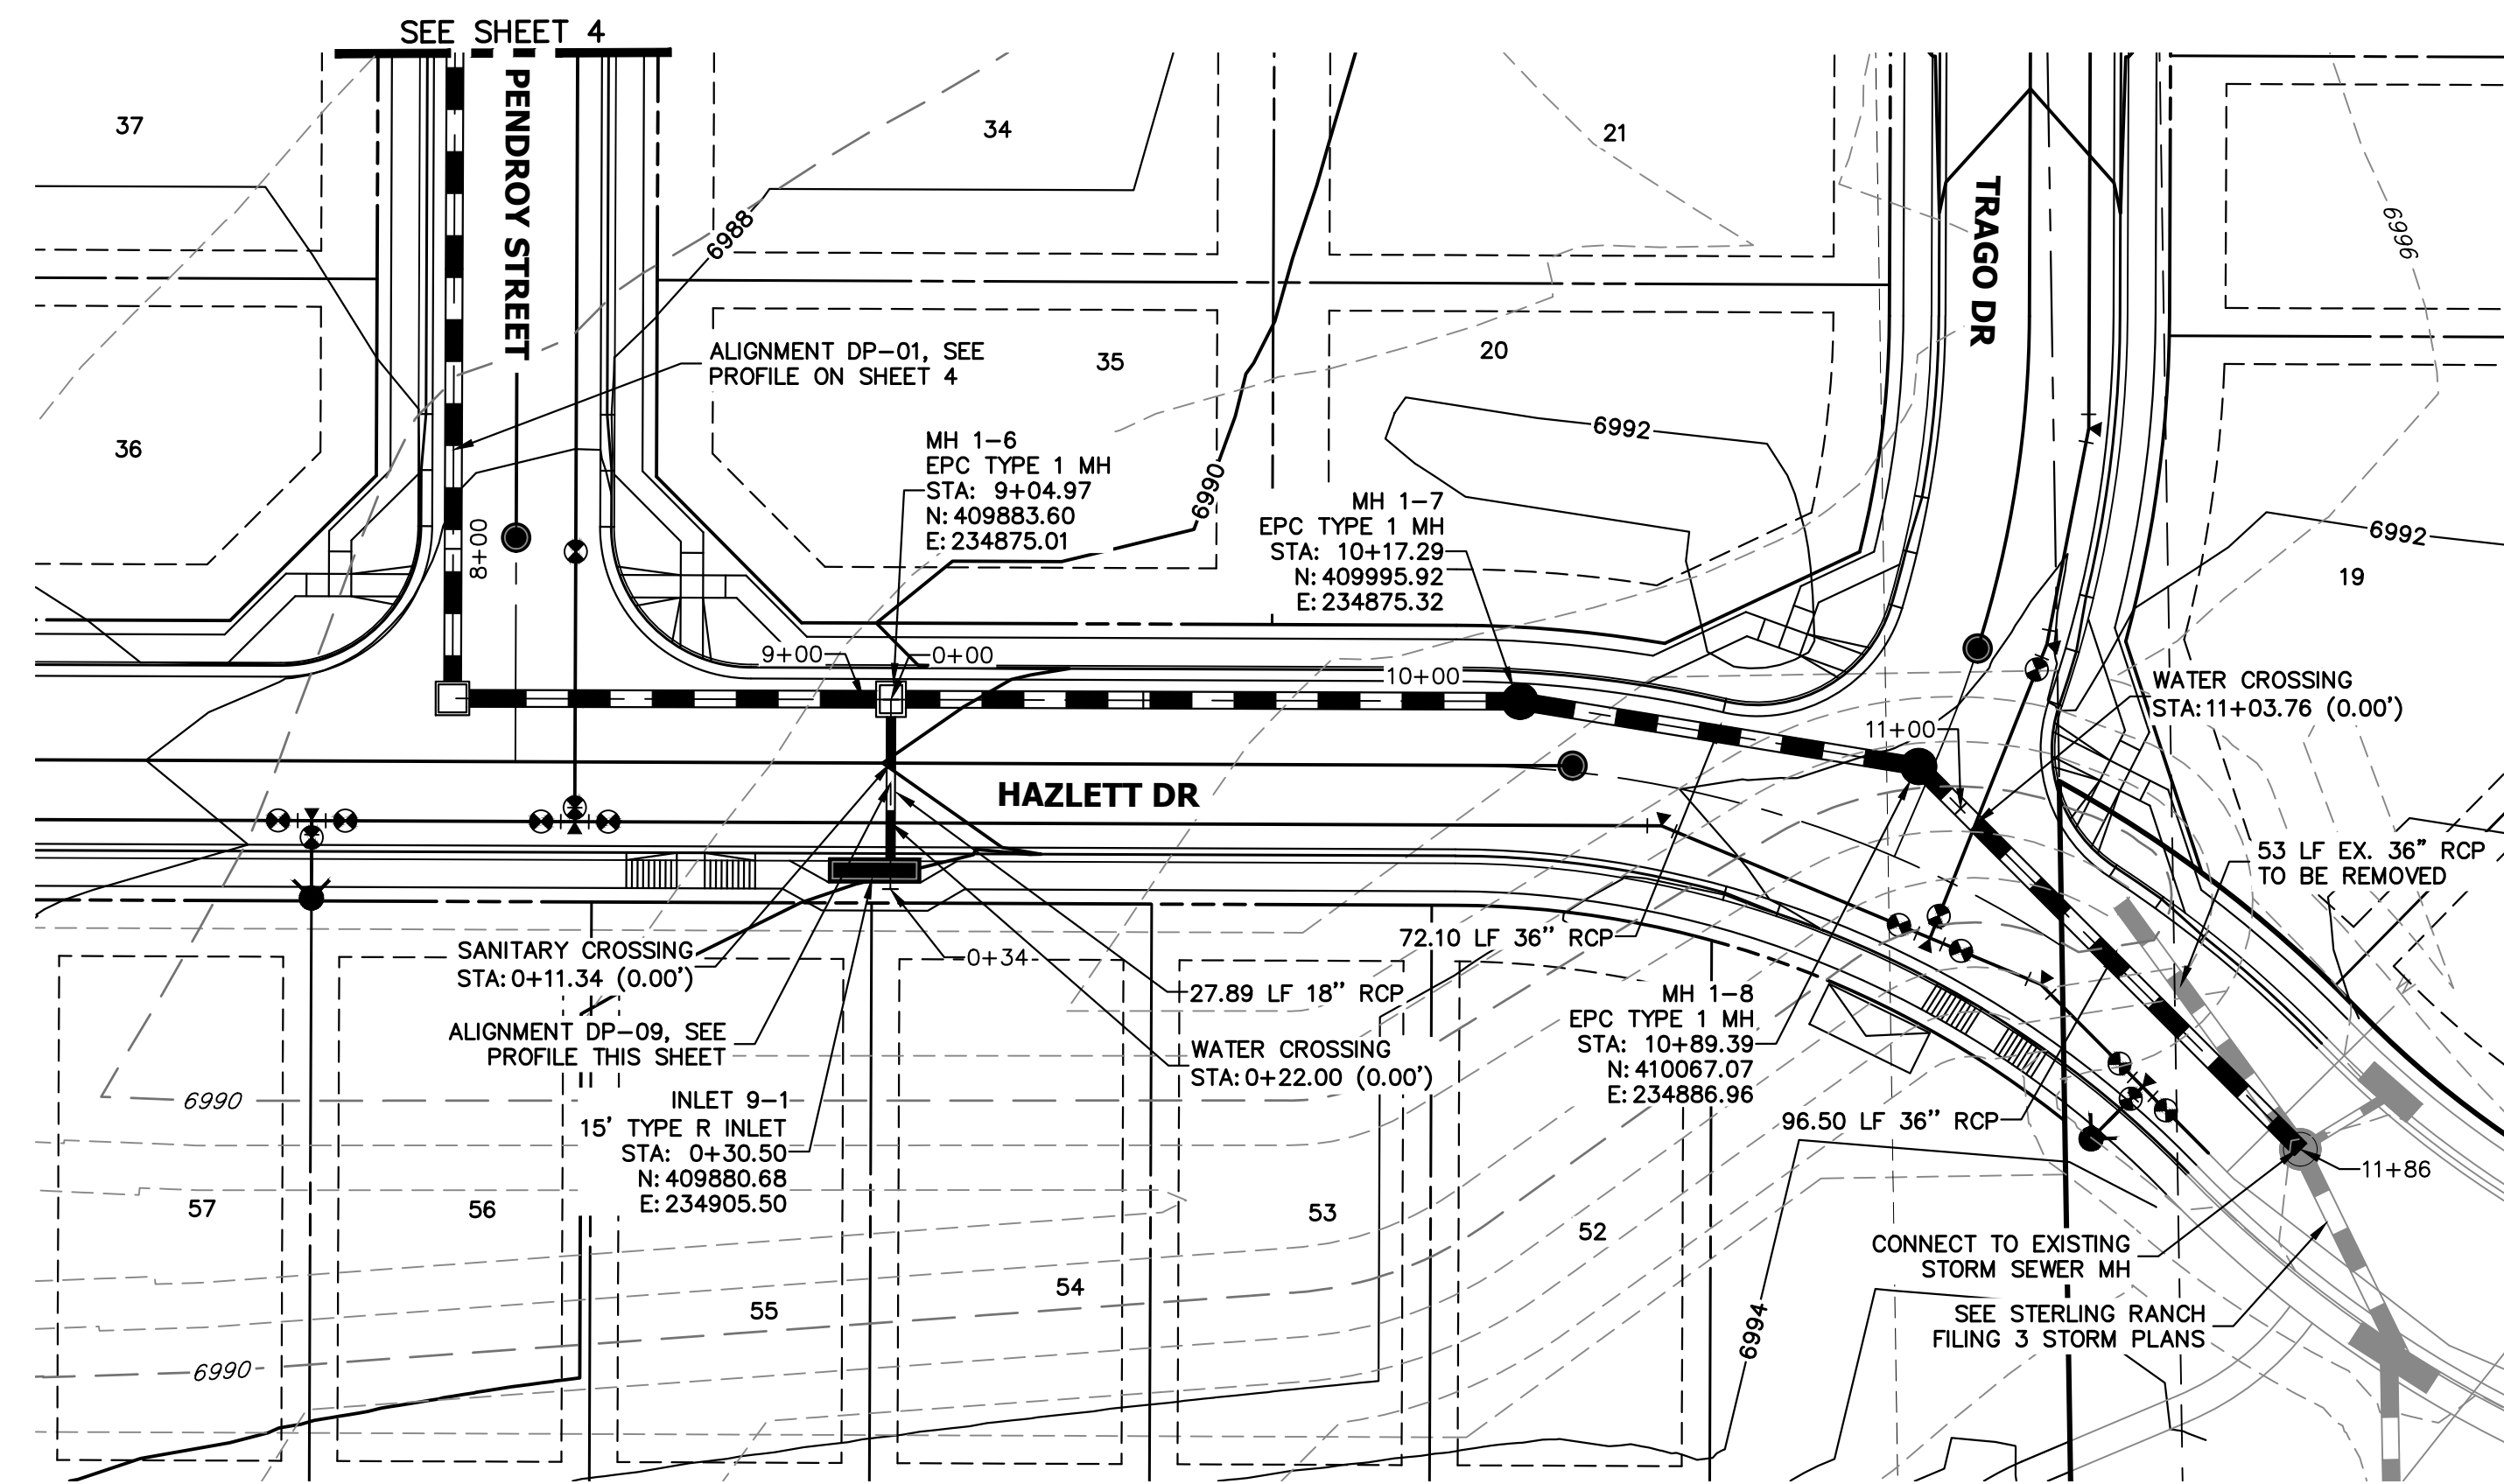 SEE SHEET 4
PENDROY STREET
TRAGO DR
37
34
21
6988
6996
ALIGNMENT DP-01, SEE
PROFILE ON SHEET 4
35
20
36
6992
MH 1-6
EPC TYPE 1 MH
STA: 9+04.97
N: 409883.60
E: 234875.01
6990
MH 1-7
EPC TYPE 1 MH
STA: 10+17.29
N: 409995.92
E: 234875.32
8+00
6992
19
9+00
0+00
10+00
WATER CROSSING
STA: 11+03.76 (0.00')
11+00
HAZLETT DR
53 LF EX. 36" RCP
TO BE REMOVED
SANITARY CROSSING
STA: 0+11.34 (0.00')
0+34
72.10 LF 36" RCP
27.89 LF 18" RCP
MH 1-8
EPC TYPE 1 MH
STA: 10+89.39
N: 410067.07
E: 234886.96
ALIGNMENT DP-09, SEE
PROFILE THIS SHEET
WATER CROSSING
STA: 0+22.00 (0.00')
6990
INLET 9-1
15' TYPE R INLET
STA: 0+30.50
N: 409880.68
E: 234905.50
96.50 LF 36" RCP
11+86
57
56
53
52
CONNECT TO EXISTING
STORM SEWER MH
54
55
SEE STERLING RANCH
FILING 3 STORM PLANS
6994
6990